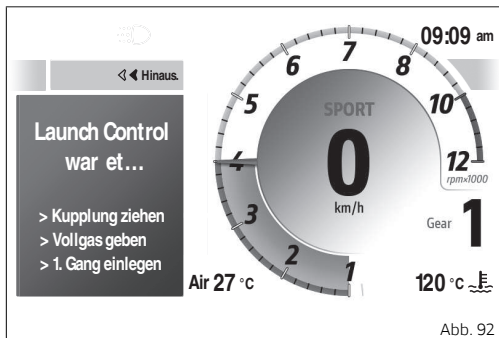 09:09 am
Hinaus.
Launch Control
war et...
> Kupplung ziehen
> Vollgas geben
> 1. Gang einlegen
SPORT
0
km/h
1
2
3
4
5
6
7
8
10
12
rpm×1000
Gear 1
Air 27 °C
120 °C
Abb. 92